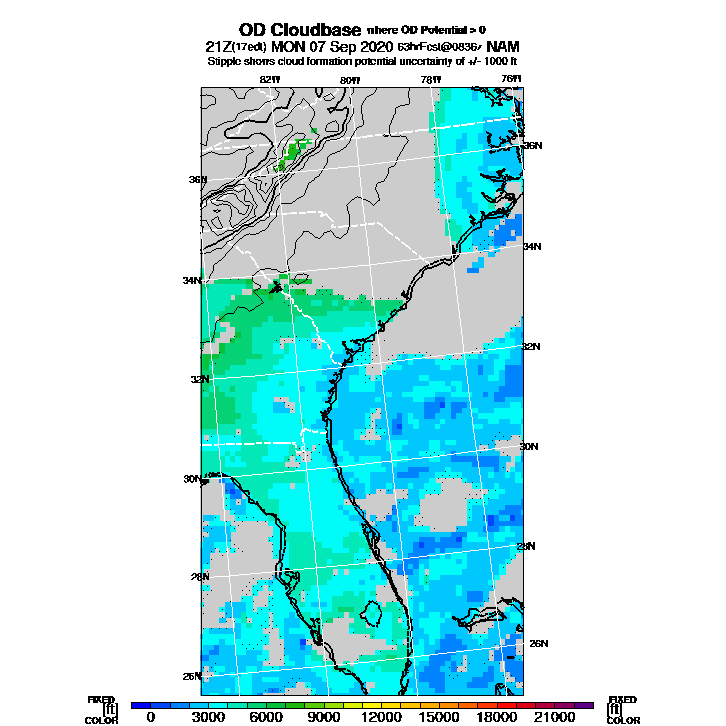 OD Cloudbase where OD Potential > 0
21Z(17edt) MON 07 Sep 2020 63hrFcst@0836z NAM
Stipple shows cloud formation potential uncertainty of +/- 1000 ft
82W 80W 78W 76W
36N
36N
34N
34N
32N
32N
30N
30N
28N
28N
26N
26N
FIXED FIXED
[ft] [ft]
COLOR COLOR
0 3000 6000 9000 12000 15000 18000 21000